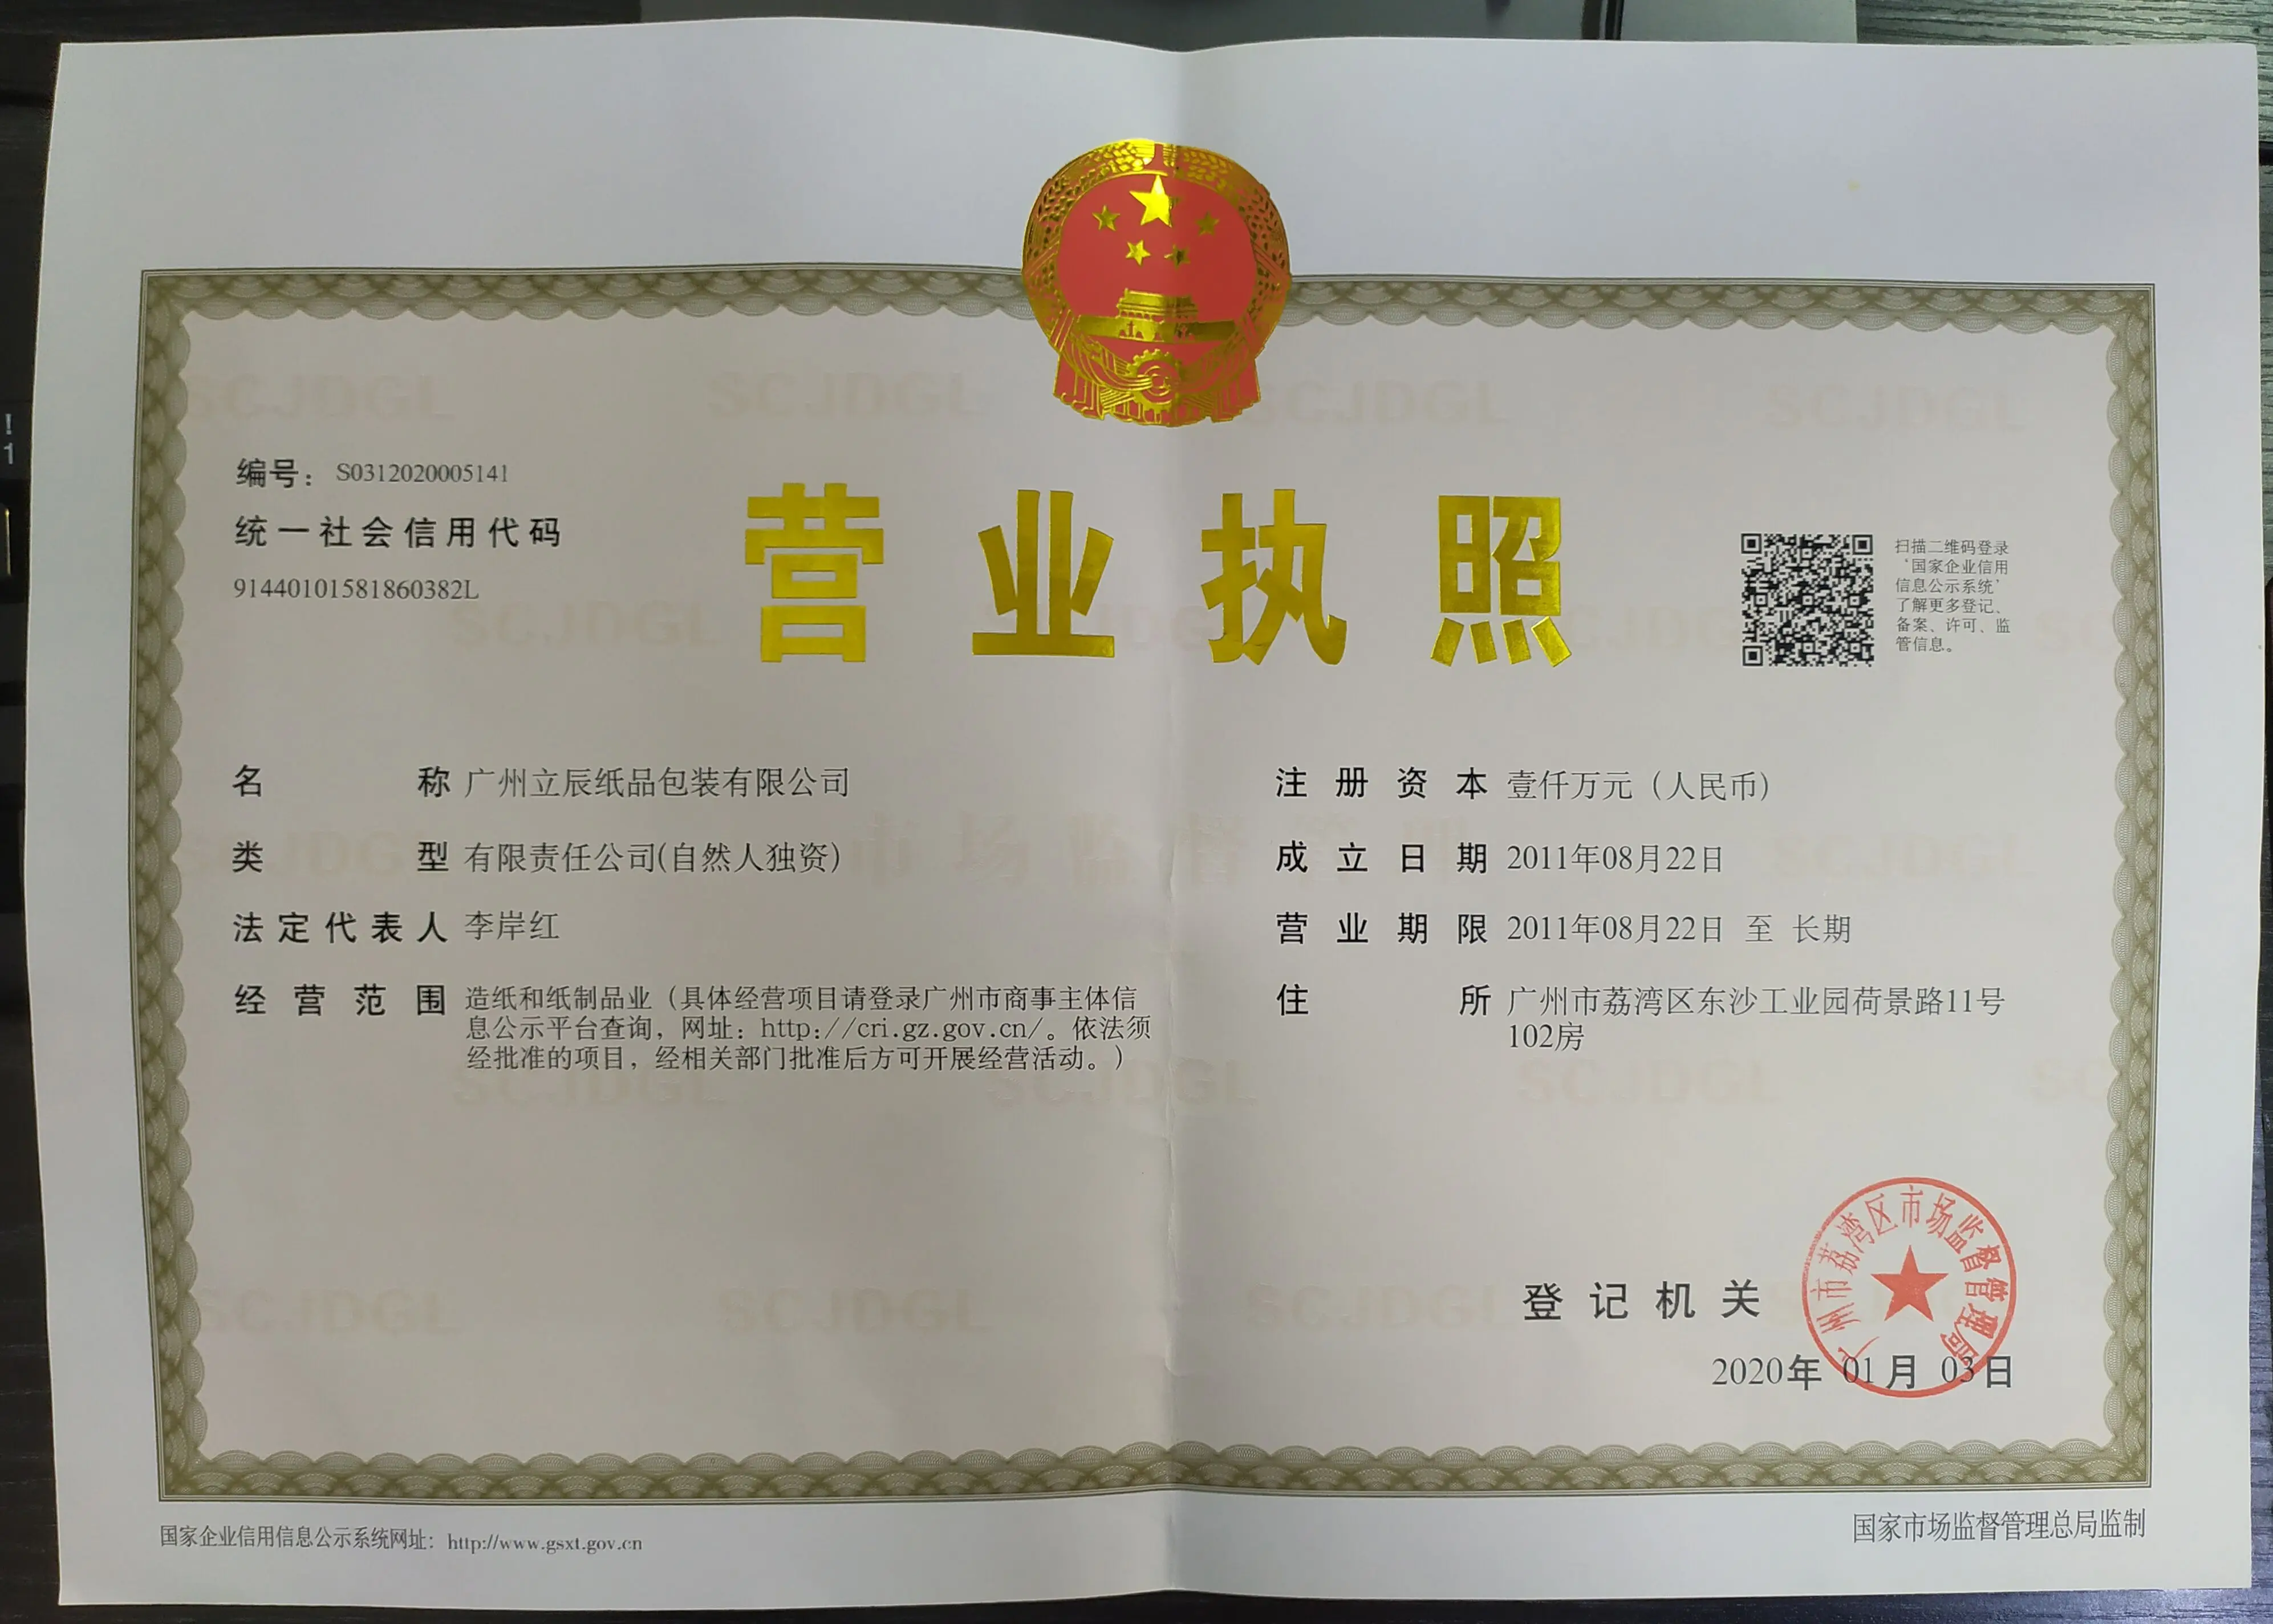 编号： S0312020005141
统一社会信用代码
91440101581860382L
营业执照
扫描二维码登录
‘国家企业信用
信息公示系统’
了解更多登记、
备案、许可、监
管信息。
名称 广州立辰纸品包装有限公司
类型 有限责任公司(自然人独资)
法定代表人 李岸红
经营范围 造纸和纸制品业（具体经营项目请登录广州市商事主体信
息公示平台查询，网址：http://cri.gz.gov.cn/。依法须
经批准的项目，经相关部门批准后方可开展经营活动。）
注册资本 壹仟万元（人民币）
成立日期 2011年08月22日
营业期限 2011年08月22日 至 长期
住所 广州市荔湾区东沙工业园荷景路11号
102房
登记机关
广州市荔湾区市场监督管理局
2020年 01月 03日
国家企业信用信息公示系统网址：http://www.gsxt.gov.cn
国家市场监督管理总局监制